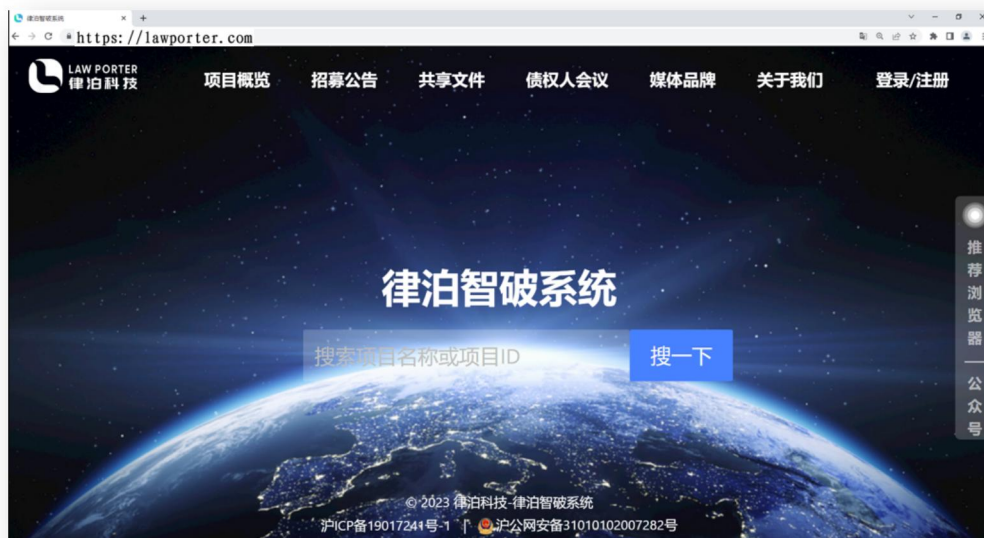 律泊智破系统
https://lawporter.com
LAW PORTER
律泊科技
项目概览 招募公告 共享文件 债权人会议 媒体品牌 关于我们 登录/注册
律泊智破系统
搜索项目名称或项目ID 搜一下
推荐浏览器
公众号
© 2023 律泊科技-律泊智破系统
沪ICP备19017241号-1 | 沪公网安备31010102007282号